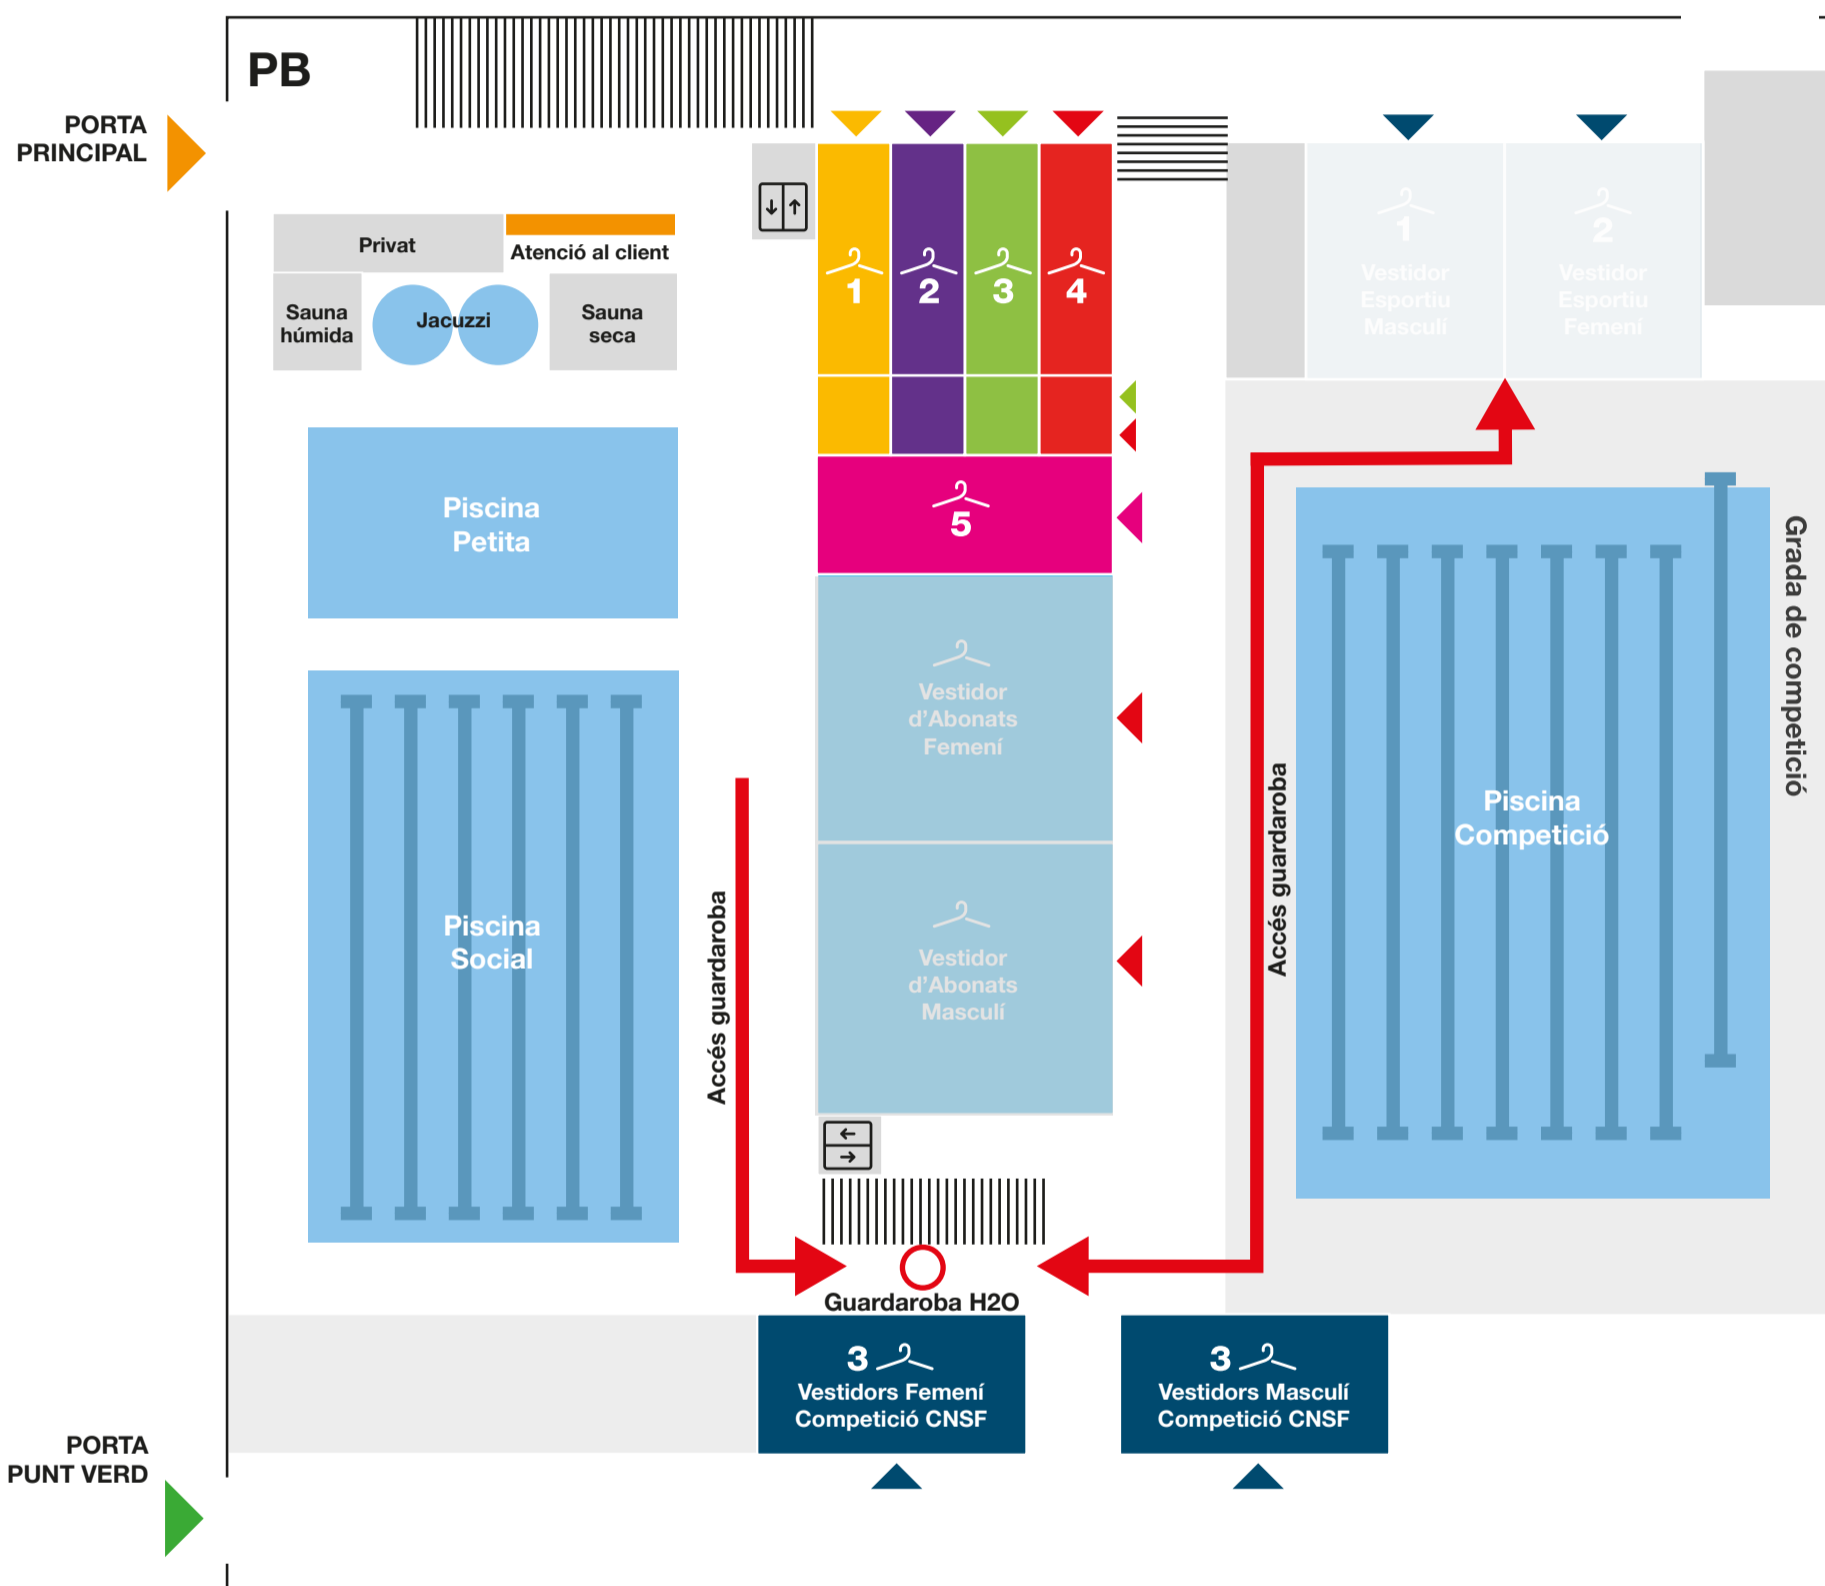 PB
PORTA
PRINCIPAL
Privat
Atenció al client
Sauna
húmida
Jacuzzi
Sauna
seca
1
2
3
4
1
Vestidor
Esportiu
Masculí
2
Vestidor
Esportiu
Femení
Piscina
Petita
5
Vestidor
d'Abonats
Femení
Grada de competició
Piscina
Social
Accés guardaroba
Vestidor
d'Abonats
Masculí
Accés guardaroba
Piscina
Competició
Guardaroba H2O
3
Vestidors Femení
Competició CNSF
3
Vestidors Masculí
Competició CNSF
PORTA
PUNT VERD